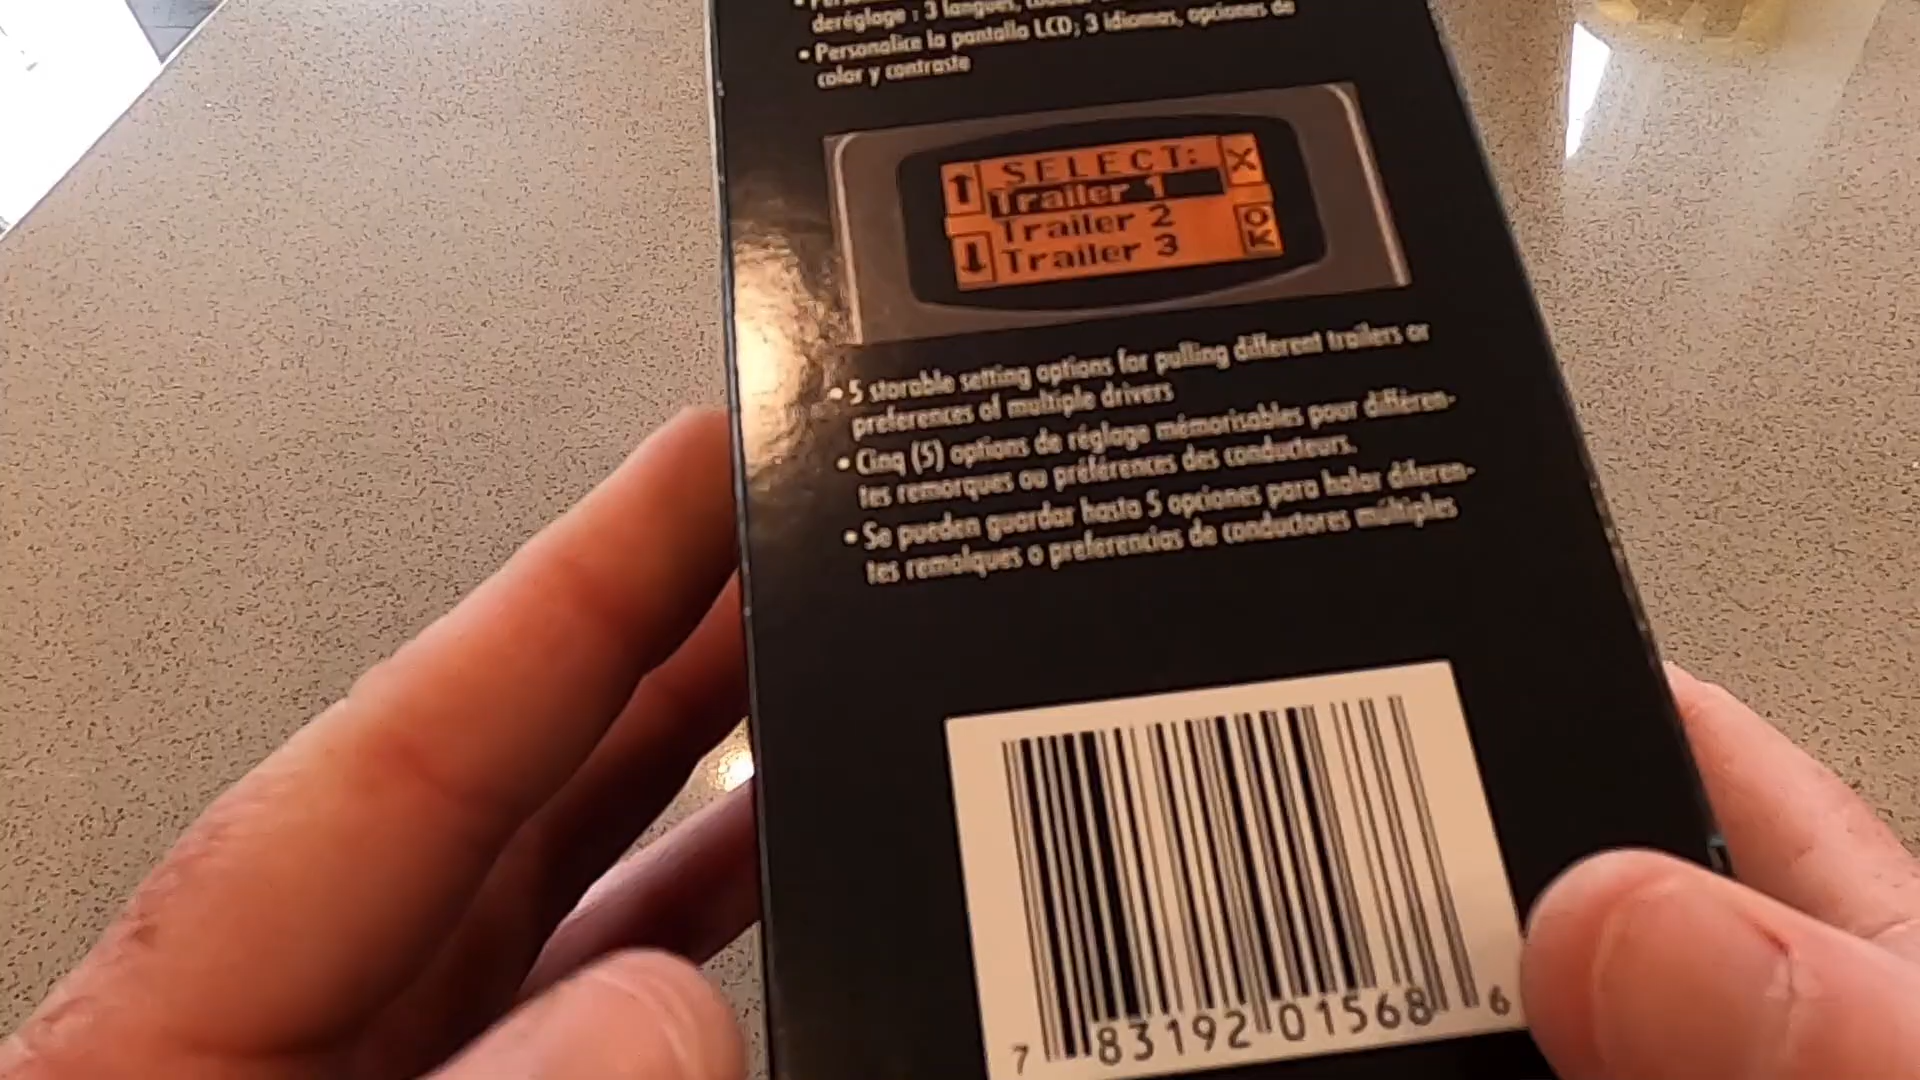 deréglage : 3 langues,
• Personalice la pantalla LCD; 3 idiomas, opciones de
color y contraste
SELECT: X
Trailer 1
Trailer 2
Trailer 3
OK
• 5 storable setting options for pulling different trailers or
preferences of multiple drivers
• Cinq (5) options de réglage mémorisables pour différen-
tes remorques ou préférences des conducteurs.
• Se pueden guardar hasta 5 opciones para halar diferen-
tes remolques o preferencias de conductores múltiples
7 83192 01568 6